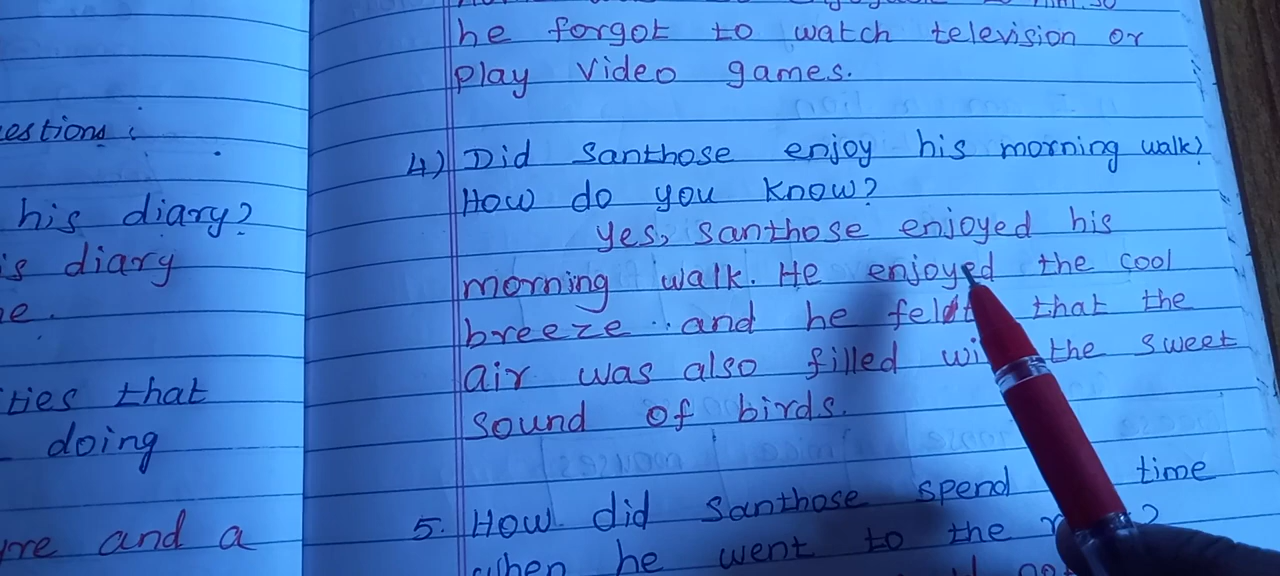 estions :
his diary?
is diary
e.
ties that
doing
re and a
he forgot to watch television or
play video games.
4) Did Santhose enjoy his morning walk?
How do you know?
yes, Santhose enjoyed his
morning walk. He enjoyed the cool
breeze and he felt that the
air was also filled wi the sweet
sound of birds.
5. How did Santhose spend time
when he went to the